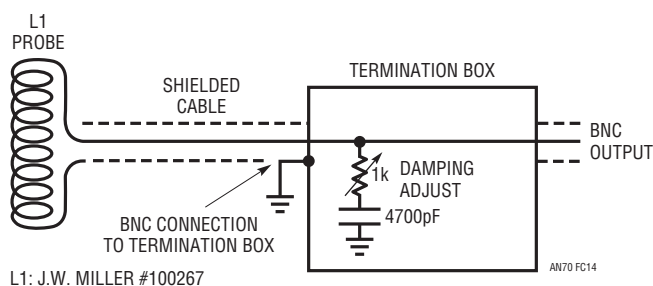 L1
PROBE
SHIELDED
CABLE
TERMINATION BOX
BNC
OUTPUT
1k
DAMPING
ADJUST
4700pF
BNC CONNECTION
TO TERMINATION BOX
AN70 FC14
L1: J.W. MILLER #100267